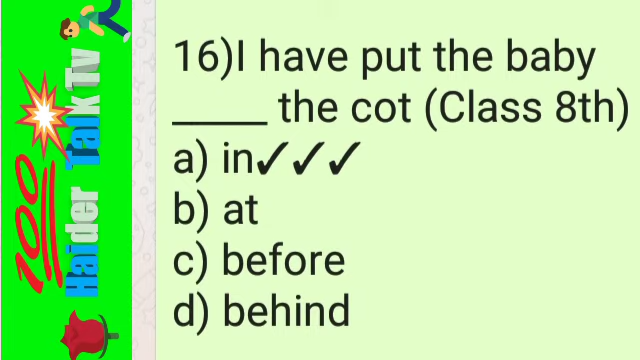 16)I have put the baby
_____ the cot (Class 8th)
a) in✓✓✓
b) at
c) before
d) behind
100
Haider Talk Tv